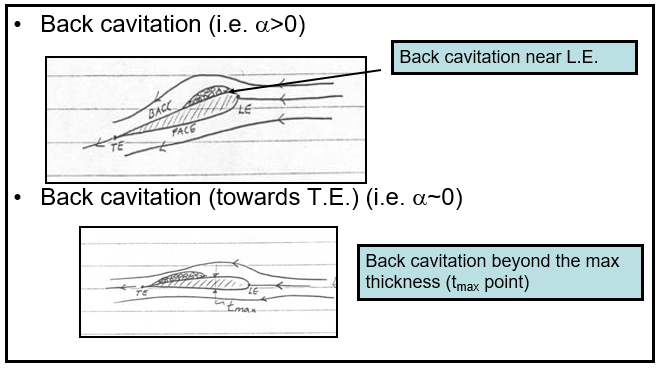 • Back cavitation (i.e. α>0)
Back cavitation near L.E.
BACK
LE
FACE
TE
• Back cavitation (towards T.E.) (i.e. α~0)
Back cavitation beyond the max
thickness (tmax point)
TE
LE
tmax